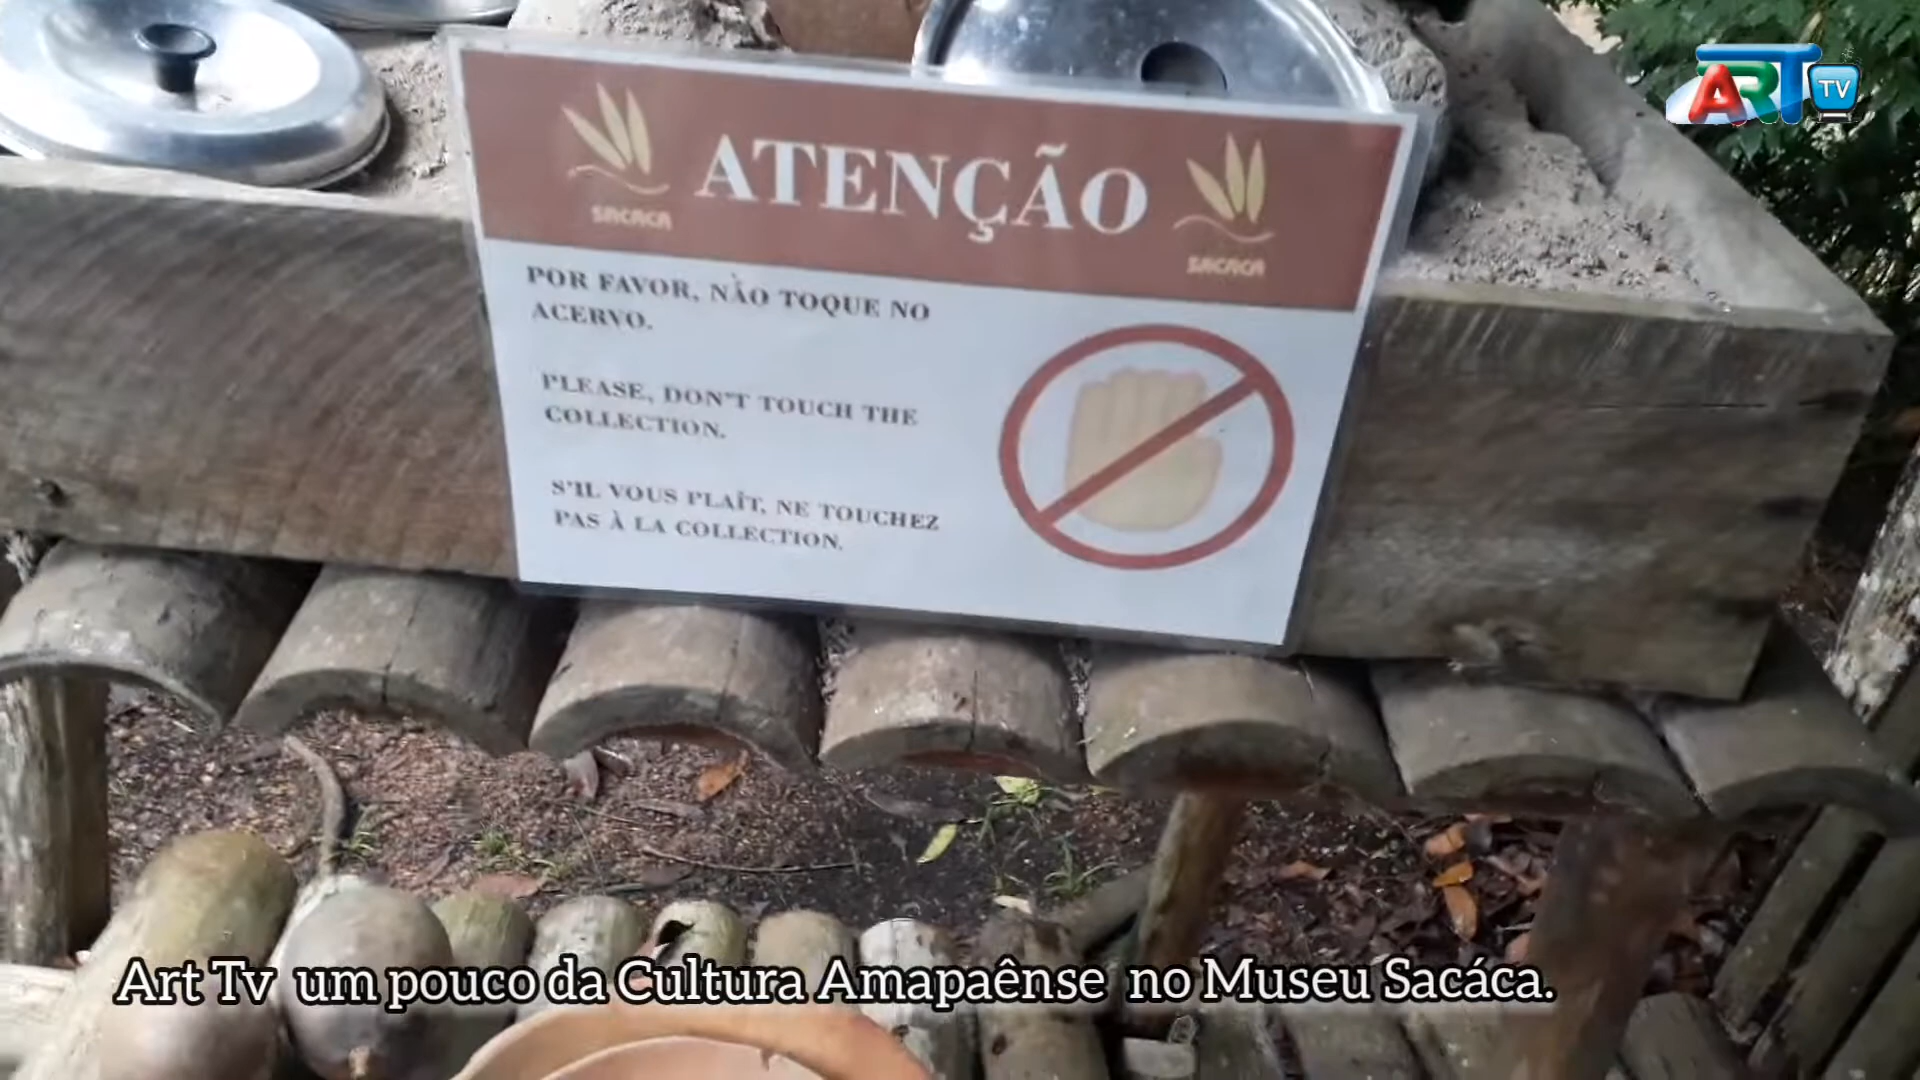 ART TV
ATENÇÃO
SACACA
SACACA
POR FAVOR, NÃO TOQUE NO
ACERVO.
PLEASE, DON'T TOUCH THE
COLLECTION.
S'IL VOUS PLAÎT, NE TOUCHEZ
PAS À LA COLLECTION.
Art Tv um pouco da Cultura Amapaênse no Museu Sacáca.